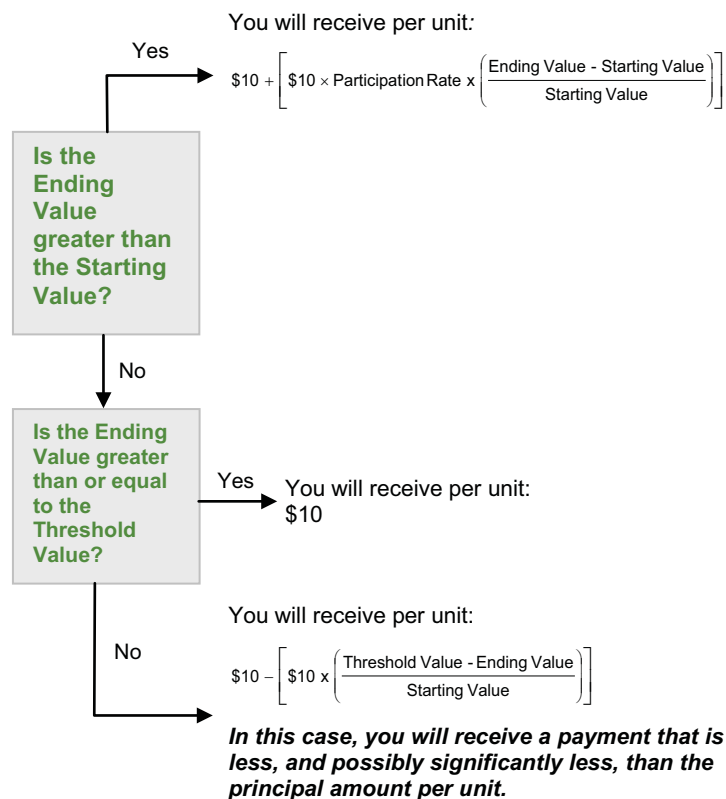 You will receive per unit:
Yes
$10 + [ $10 × Participation Rate x ( Ending Value - Starting Value
Starting Value ) ]
Is the
Ending
Value
greater than
the Starting
Value?
No
Is the Ending
Value greater
than or equal
to the
Threshold
Value?
Yes
You will receive per unit:
$10
You will receive per unit:
No
$10 − [ $10 x ( Threshold Value - Ending Value
Starting Value ) ]
In this case, you will receive a payment that is
less, and possibly significantly less, than the
principal amount per unit.